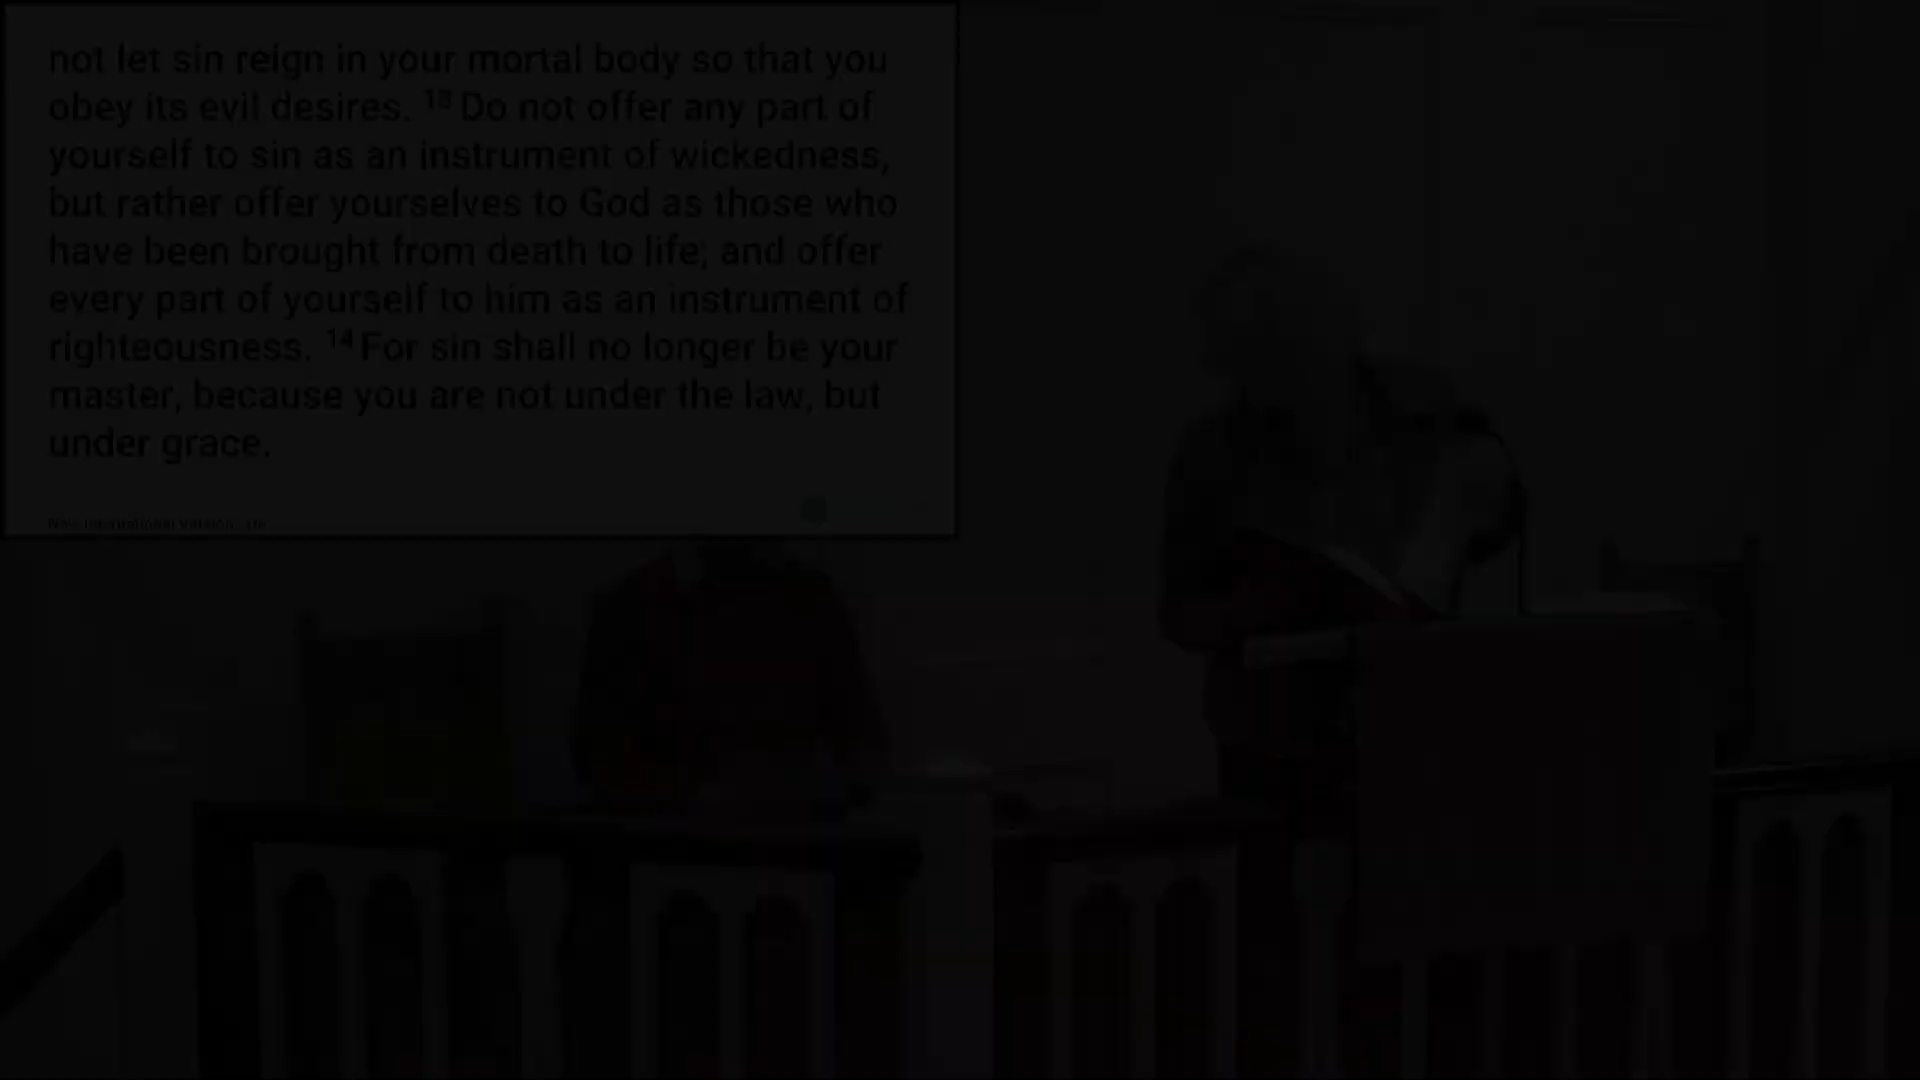 not let sin reign in your mortal body so that you
obey its evil desires. ¹³ Do not offer any part of
yourself to sin as an instrument of wickedness,
but rather offer yourselves to God as those who
have been brought from death to life; and offer
every part of yourself to him as an instrument of
righteousness. ¹⁴ For sin shall no longer be your
master, because you are not under the law, but
under grace.
New International Version - UK